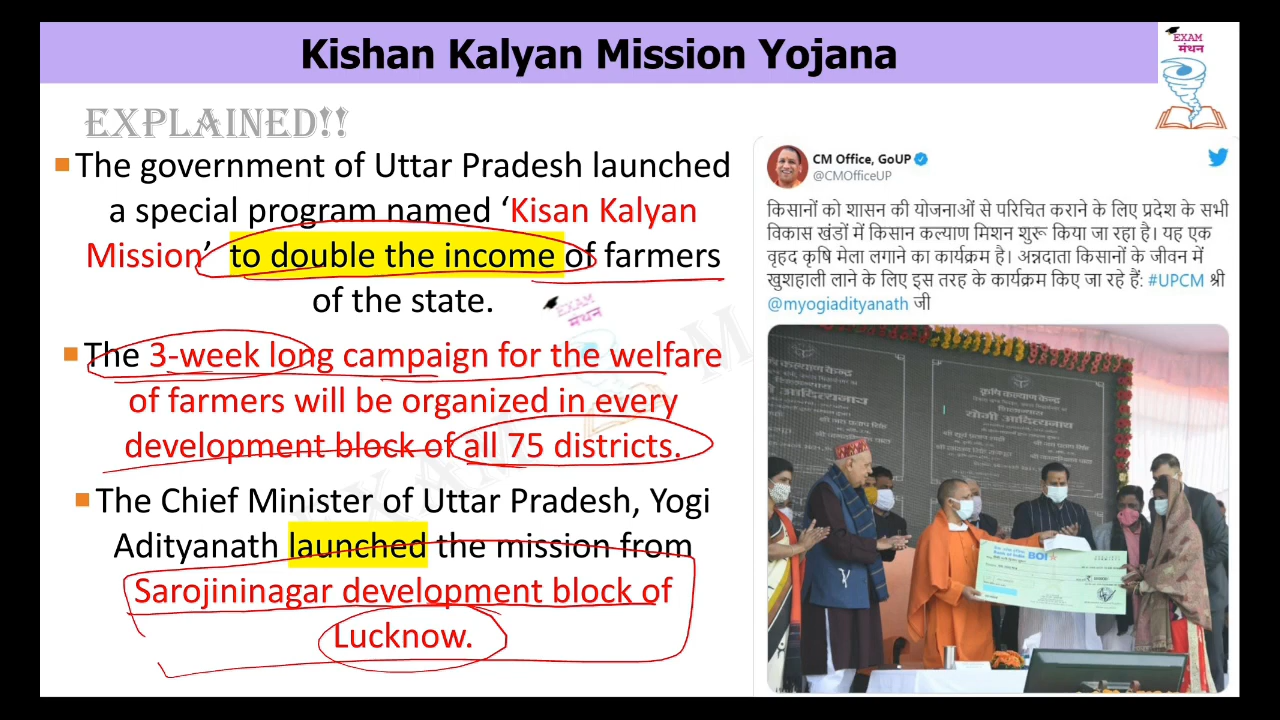 Kishan Kalyan Mission Yojana
EXAM
मंथन
EXPLAINED!!
The government of Uttar Pradesh launched
a special program named ‘Kisan Kalyan
Mission’ to double the income of farmers
of the state.
The 3-week long campaign for the welfare
of farmers will be organized in every
development block of all 75 districts.
The Chief Minister of Uttar Pradesh, Yogi
Adityanath launched the mission from
Sarojininagar development block of
Lucknow.
EXAM
मंथन
CM Office, GoUP
@CMOfficeUP
किसानों को शासन की योजनाओं से परिचित कराने के लिए प्रदेश के सभी
विकास खंडों में किसान कल्याण मिशन शुरू किया जा रहा है। यह एक
वृहद कृषि मेला लगाने का कार्यक्रम है। अन्नदाता किसानों के जीवन में
खुशहाली लाने के लिए इस तरह के कार्यक्रम किए जा रहे हैं: #UPCM श्री
@myogiadityanath जी
कृषि कल्याण केन्द्र
योगी आदित्यनाथ
BOI